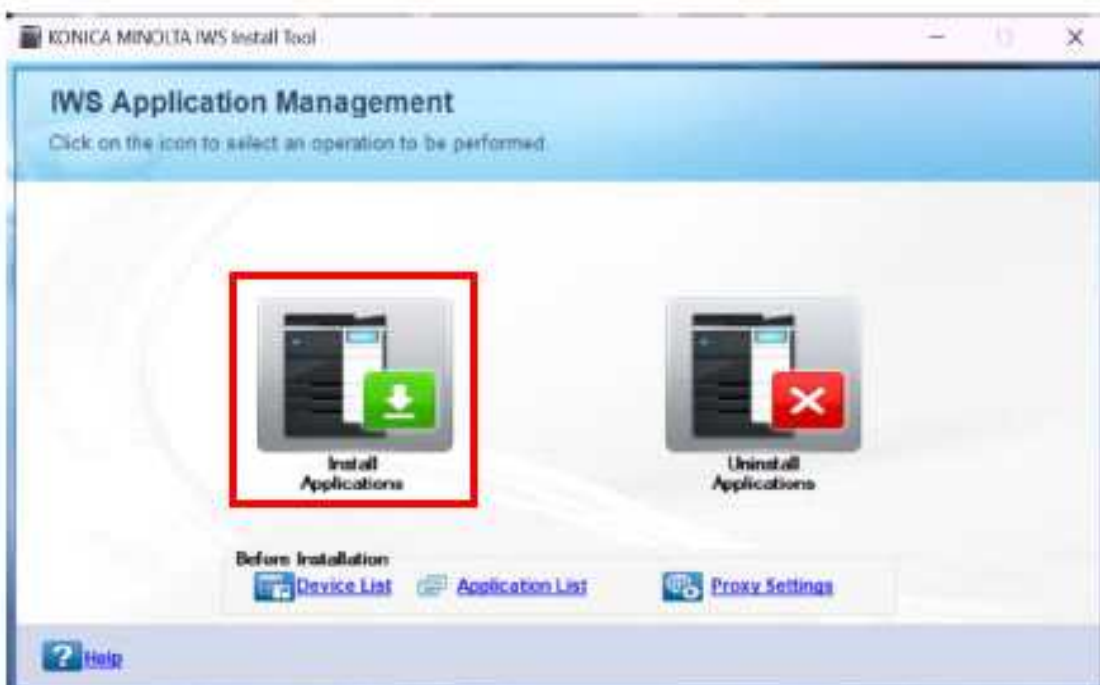 KONICA MINOLTA IWS Install Tool
IWS Application Management
Click on the icon to select an operation to be performed.
Install
Applications
Uninstall
Applications
Before Installation
Device List
Application List
Proxy Settings
? Help